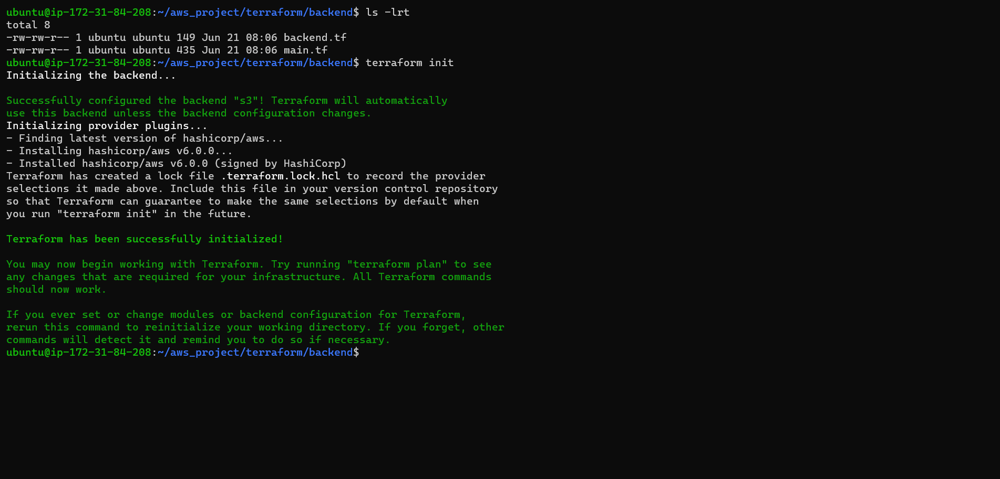 ubuntu@ip-172-31-84-208:~/aws_project/terraform/backend$ ls -lrt
total 8
-rw-rw-r-- 1 ubuntu ubuntu 149 Jun 21 08:06 backend.tf
-rw-rw-r-- 1 ubuntu ubuntu 435 Jun 21 08:06 main.tf
ubuntu@ip-172-31-84-208:~/aws_project/terraform/backend$ terraform init
Initializing the backend...

Successfully configured the backend "s3"! Terraform will automatically
use this backend unless the backend configuration changes.
Initializing provider plugins...
- Finding latest version of hashicorp/aws...
- Installing hashicorp/aws v6.0.0...
- Installed hashicorp/aws v6.0.0 (signed by HashiCorp)
Terraform has created a lock file .terraform.lock.hcl to record the provider
selections it made above. Include this file in your version control repository
so that Terraform can guarantee to make the same selections by default when
you run "terraform init" in the future.

Terraform has been successfully initialized!

You may now begin working with Terraform. Try running "terraform plan" to see
any changes that are required for your infrastructure. All Terraform commands
should now work.

If you ever set or change modules or backend configuration for Terraform,
rerun this command to reinitialize your working directory. If you forget, other
commands will detect it and remind you to do so if necessary.
ubuntu@ip-172-31-84-208:~/aws_project/terraform/backend$